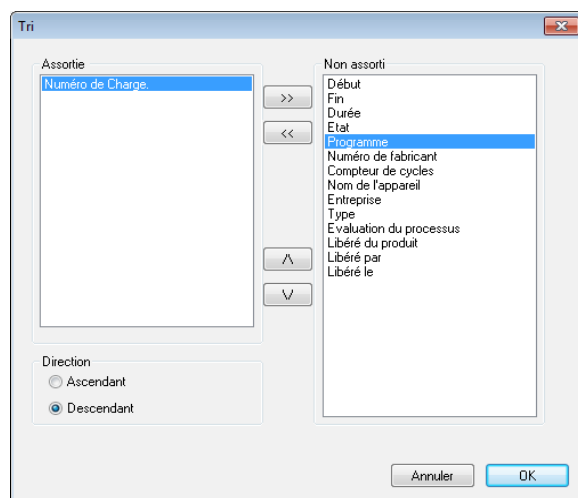 Tri
Assortie
Numéro de Charge.
>>
<<
/\
\/
Non assorti
Début
Fin
Durée
Etat
Programme
Numéro de fabricant
Compteur de cycles
Nom de l'appareil
Entreprise
Type
Evaluation du processus
Libéré du produit
Libéré par
Libéré le
Direction
Ascendant
Descendant
Annuler
OK